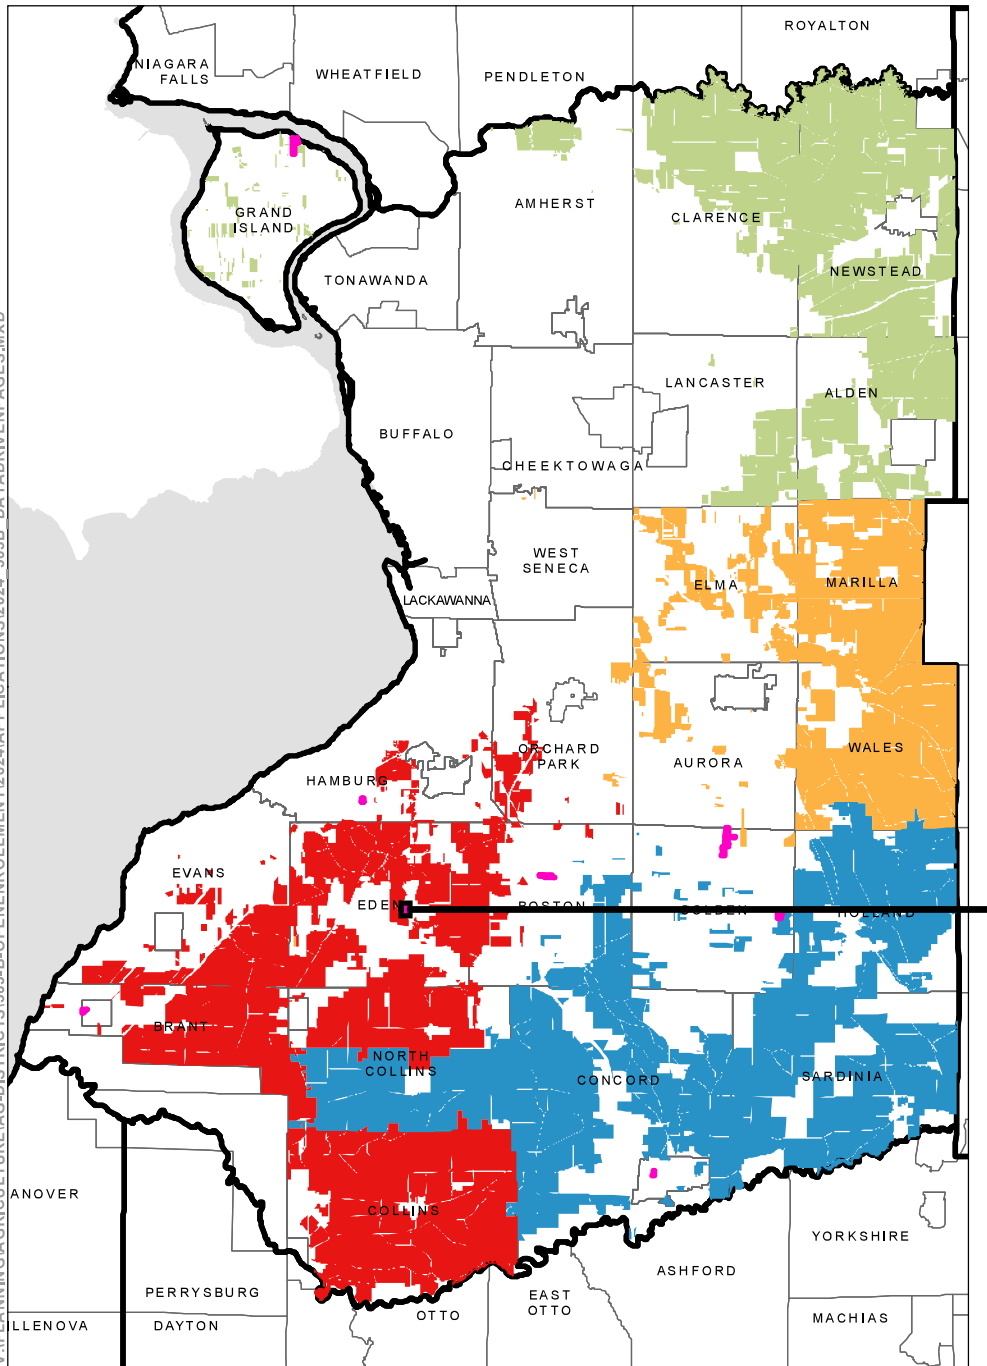 ROYALTON
NIAGARA
FALLS
WHEATFIELD
PENDLETON
GRAND
ISLAND
AMHERST
CLARENCE
NEWSTEAD
TONAWANDA
LANCASTER
ALDEN
BUFFALO
CHEEKTOWAGA
WEST
SENECA
ELMA
MARILLA
LACKAWANNA
ORCHARD
PARK
AURORA
WALES
HAMBURG
EVANS
EDEN
BOSTON
COLDEN
HOLLAND
BRANT
NORTH
COLLINS
CONCORD
SARDINIA
ANOVER
COLLINS
YORKSHIRE
ASHFORD
PERRYSBURG
EAST
OTTO
OTTO
MACHIAS
LLENOVA
DAYTON